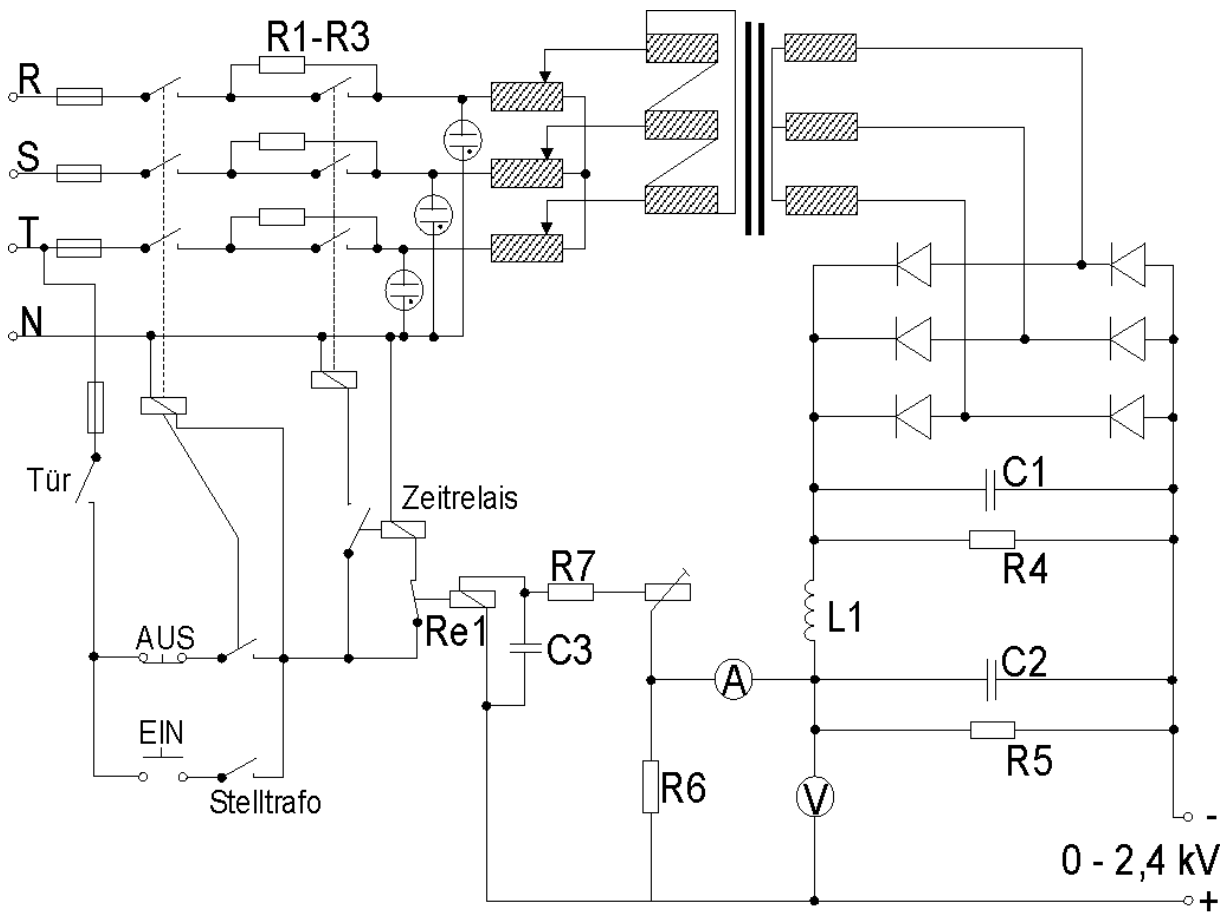 R1-R3
R
S
T
N
Tür
Zeitrelais
C1
R4
R7
L1
Re1
C3
AUS
A
C2
EIN
R5
Stelltrafo
R6
V
-
0 - 2,4 kV
+